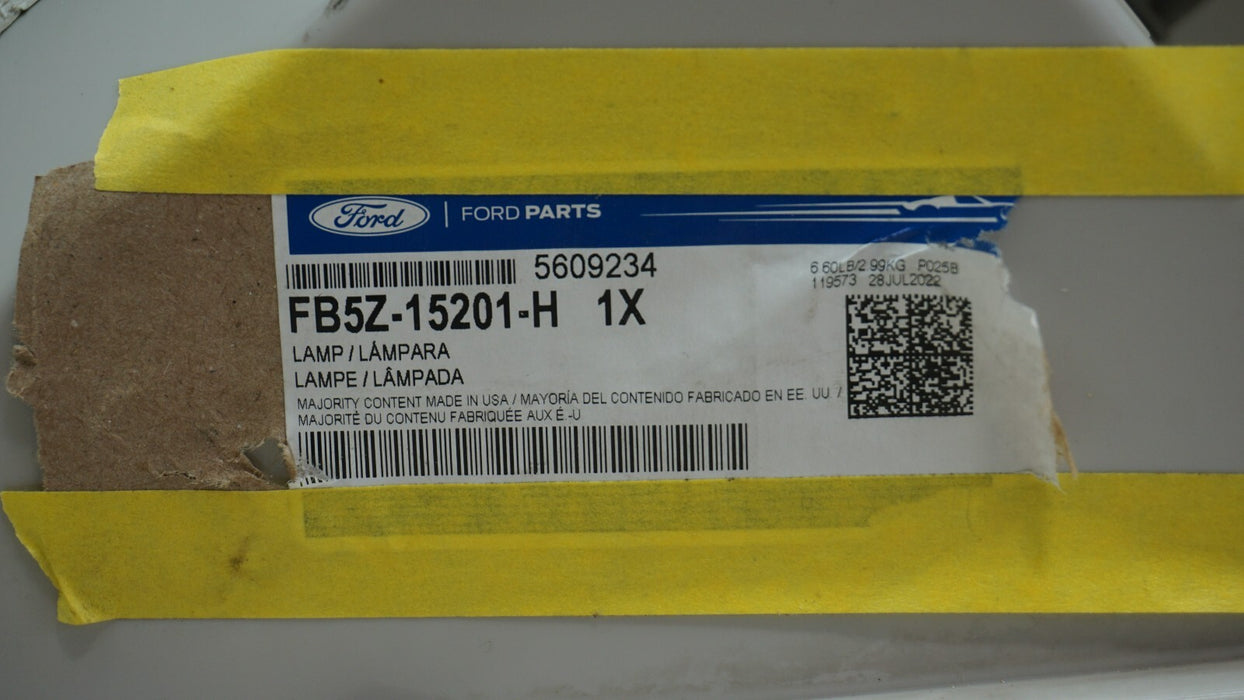 Ford | FORD PARTS
5609234
6.60LB/2.99KG P025B
119573 28JUL2022
FB5Z-15201-H 1X
LAMP / LÁMPARA
LAMPE / LÂMPADA
MAJORITY CONTENT MADE IN USA / MAYORÍA DEL CONTENIDO FABRICADO EN EE. UU. /
MAJORITÉ DU CONTENU FABRIQUÉE AUX É.-U